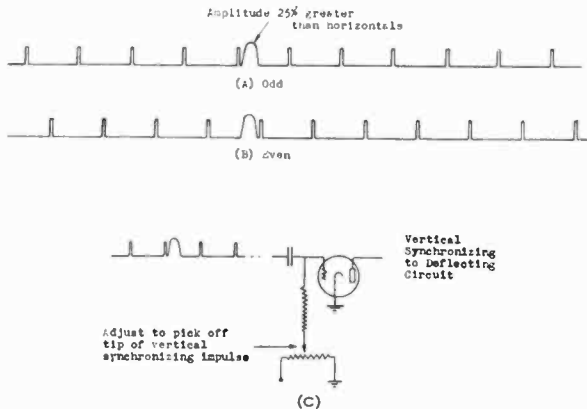 Amplitude 25% greater
than horizontals
(A) Odd
(B) Even
Vertical
Synchronizing
to Deflecting
Circuit
Adjust to pick off
tip of vertical
synchronizing impulse
(C)